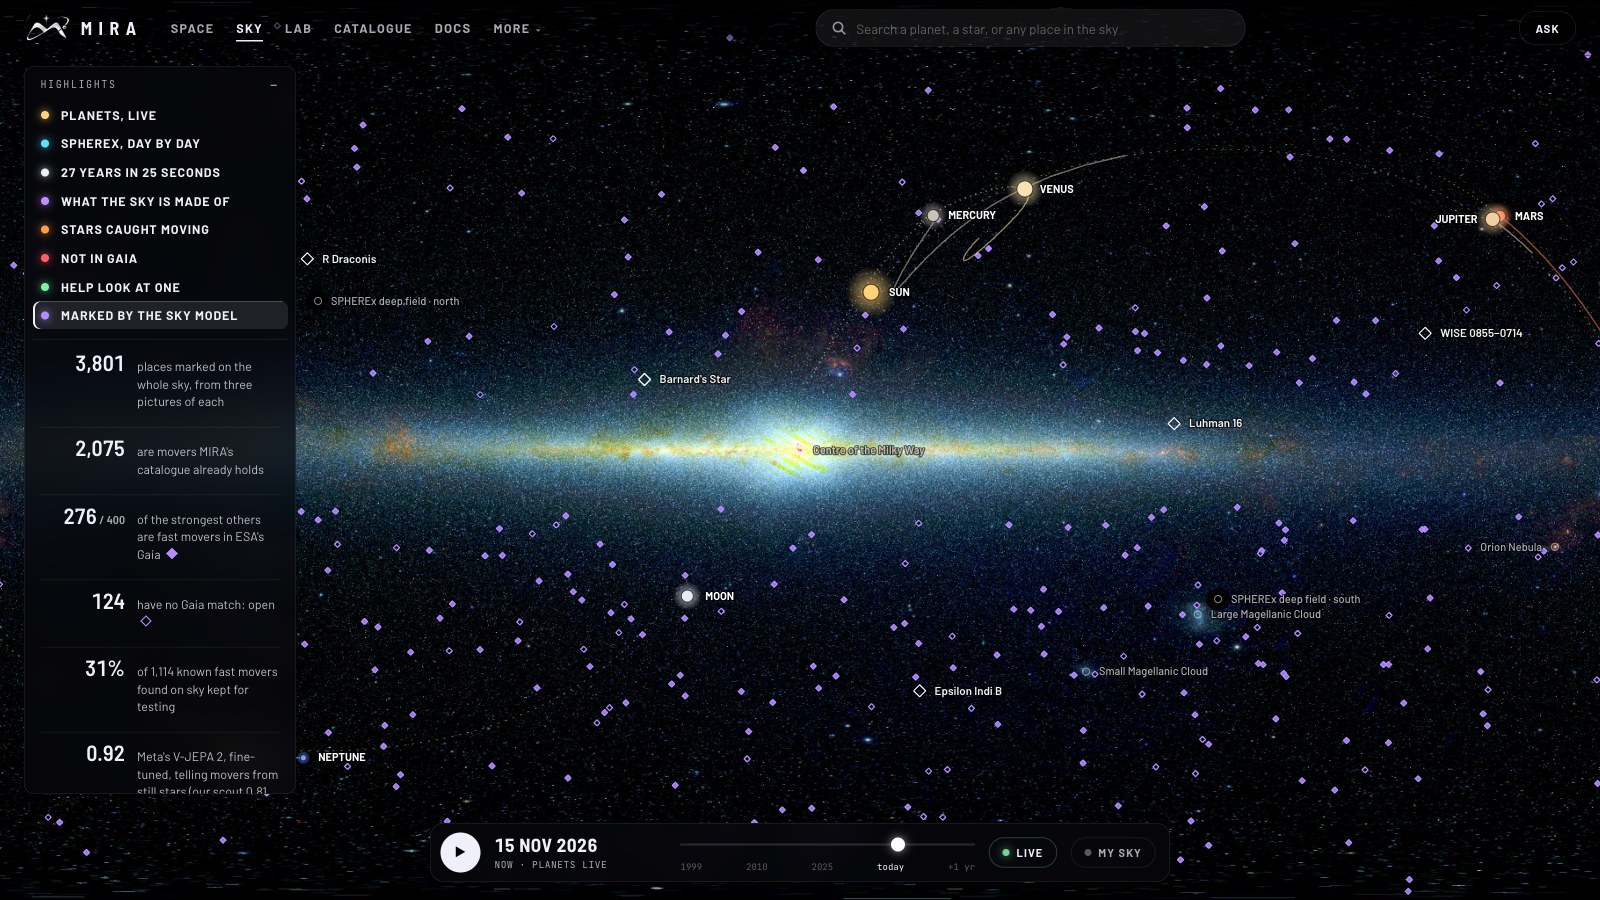 MIRA
SPACE
SKY
LAB
CATALOGUE
DOCS
MORE
Search a planet, a star, or any place in the sky
ASK
HIGHLIGHTS
PLANETS, LIVE
SPHEREX, DAY BY DAY
27 YEARS IN 25 SECONDS
WHAT THE SKY IS MADE OF
STARS CAUGHT MOVING
NOT IN GAIA
HELP LOOK AT ONE
MARKED BY THE SKY MODEL
3,801
places marked on the
whole sky, from three
pictures of each
2,075
are movers MIRA's
catalogue already holds
276 / 400
of the strongest others
are fast movers in ESA's
Gaia
124
have no Gaia match: open
31%
of 1,114 known fast movers
found on sky kept for
testing
0.92
Meta's V-JEPA 2, fine-
tuned, telling movers from
still stars (our scout 0.81
VENUS
MERCURY
JUPITER
MARS
R Draconis
SUN
SPHEREx deep field · north
WISE 0855-0714
Barnard's Star
Luhman 16
Centre of the Milky Way
Orion Nebula
MOON
SPHEREx deep field · south
Large Magellanic Cloud
Small Magellanic Cloud
Epsilon Indi B
NEPTUNE
15 NOV 2026
NOW · PLANETS LIVE
1999
2010
2025
today
+1 yr
LIVE
MY SKY